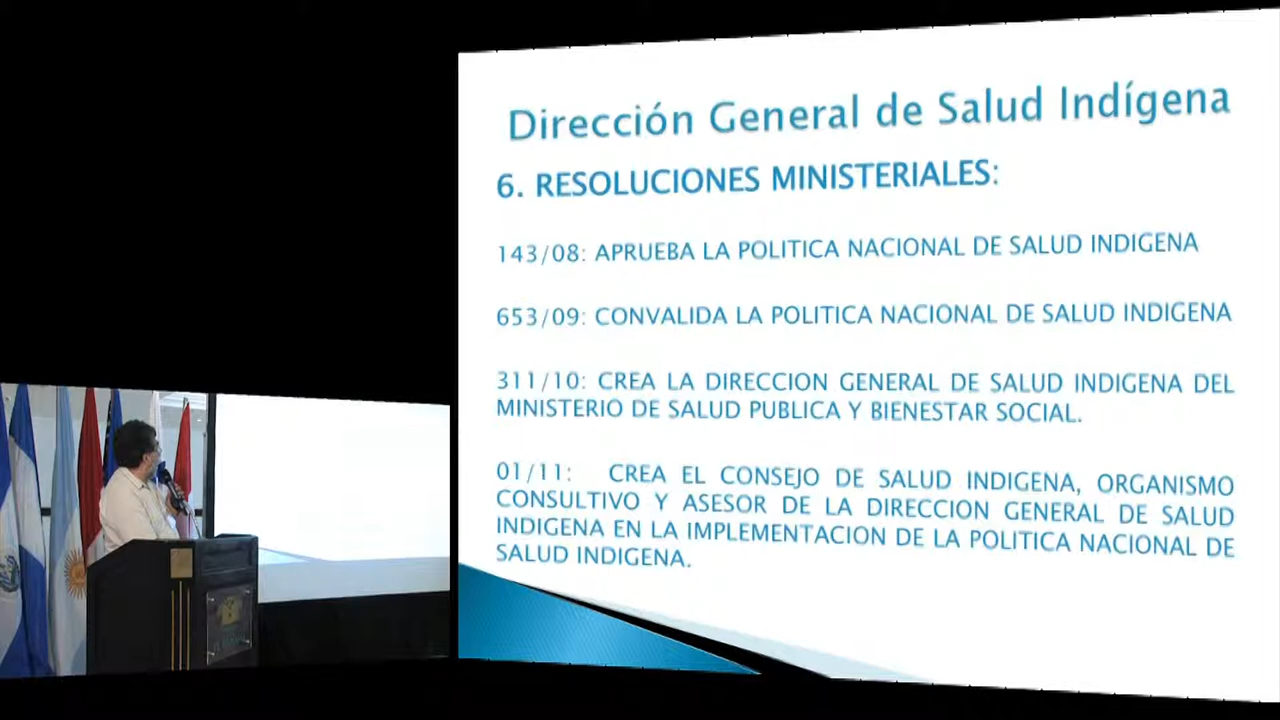 Dirección General de Salud Indígena
6. RESOLUCIONES MINISTERIALES:
143/08: APRUEBA LA POLITICA NACIONAL DE SALUD INDIGENA
653/09: CONVALIDA LA POLITICA NACIONAL DE SALUD INDIGENA
311/10: CREA LA DIRECCION GENERAL DE SALUD INDIGENA DEL
MINISTERIO DE SALUD PUBLICA Y BIENESTAR SOCIAL.
01/11: CREA EL CONSEJO DE SALUD INDIGENA, ORGANISMO
CONSULTIVO Y ASESOR DE LA DIRECCION GENERAL DE SALUD
INDIGENA EN LA IMPLEMENTACION DE LA POLITICA NACIONAL DE
SALUD INDIGENA.